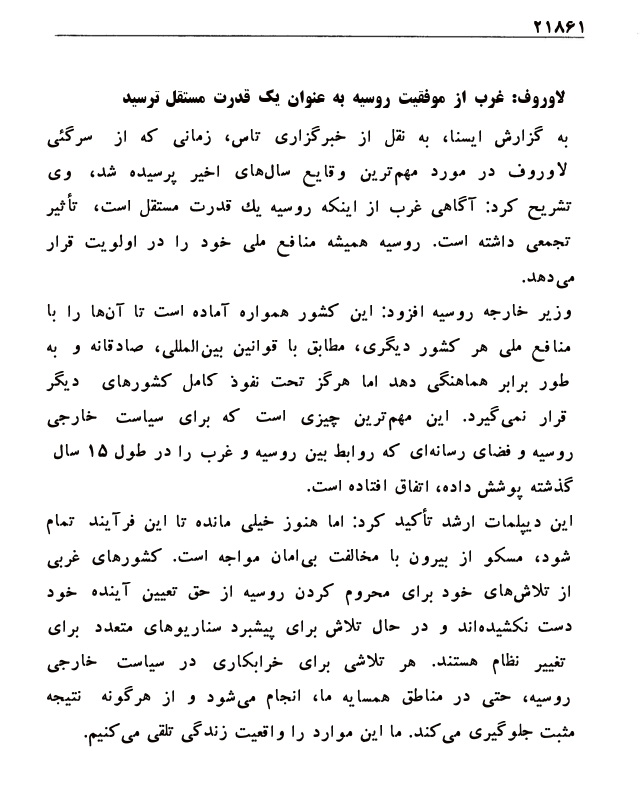 ۲۱۸۶۱
لاوروف: غرب از موفقیت روسیه به عنوان یک قدرت مستقل ترسید
به گزارش ایسنا، به نقل از خبرگزاری تاس، زمانی که از سرگئی
لاوروف در مورد مهم‌ترین وقایع سال‌های اخیر پرسیده شد، وی
تشریح کرد: آگاهی غرب از اینکه روسیه یك قدرت مستقل است، تأثیر
تجمعی داشته است. روسیه همیشه منافع ملی خود را در اولویت قرار
می‌دهد.
وزیر خارجه روسیه افزود: این کشور همواره آماده است تا آن‌ها را با
منافع ملی هر کشور دیگری، مطابق با قوانین بین‌المللی، صادقانه و به
طور برابر هماهنگی دهد اما هرگز تحت نفوذ کامل کشورهای دیگر
قرار نمی‌گیرد. این مهم‌ترین چیزی است که برای سیاست خارجی
روسیه و فضای رسانه‌ای که روابط بین روسیه و غرب را در طول ۱۵ سال
گذشته پوشش داده، اتفاق افتاده است.
این دیپلمات ارشد تأکید کرد: اما هنوز خیلی مانده تا این فرآیند تمام
شود، مسکو از بیرون با مخالفت بی‌امان مواجه است. کشورهای غربی
از تلاش‌های خود برای محروم کردن روسیه از حق تعیین آینده خود
دست نکشیده‌اند و در حال تلاش برای پیشبرد سناریوهای متعدد برای
تغییر نظام هستند. هر تلاشی برای خرابکاری در سیاست خارجی
روسیه، حتی در مناطق همسایه ما، انجام می‌شود و از هرگونه نتیجه
مثبت جلوگیری می‌کند. ما این موارد را واقعیت زندگی تلقی می‌کنیم.